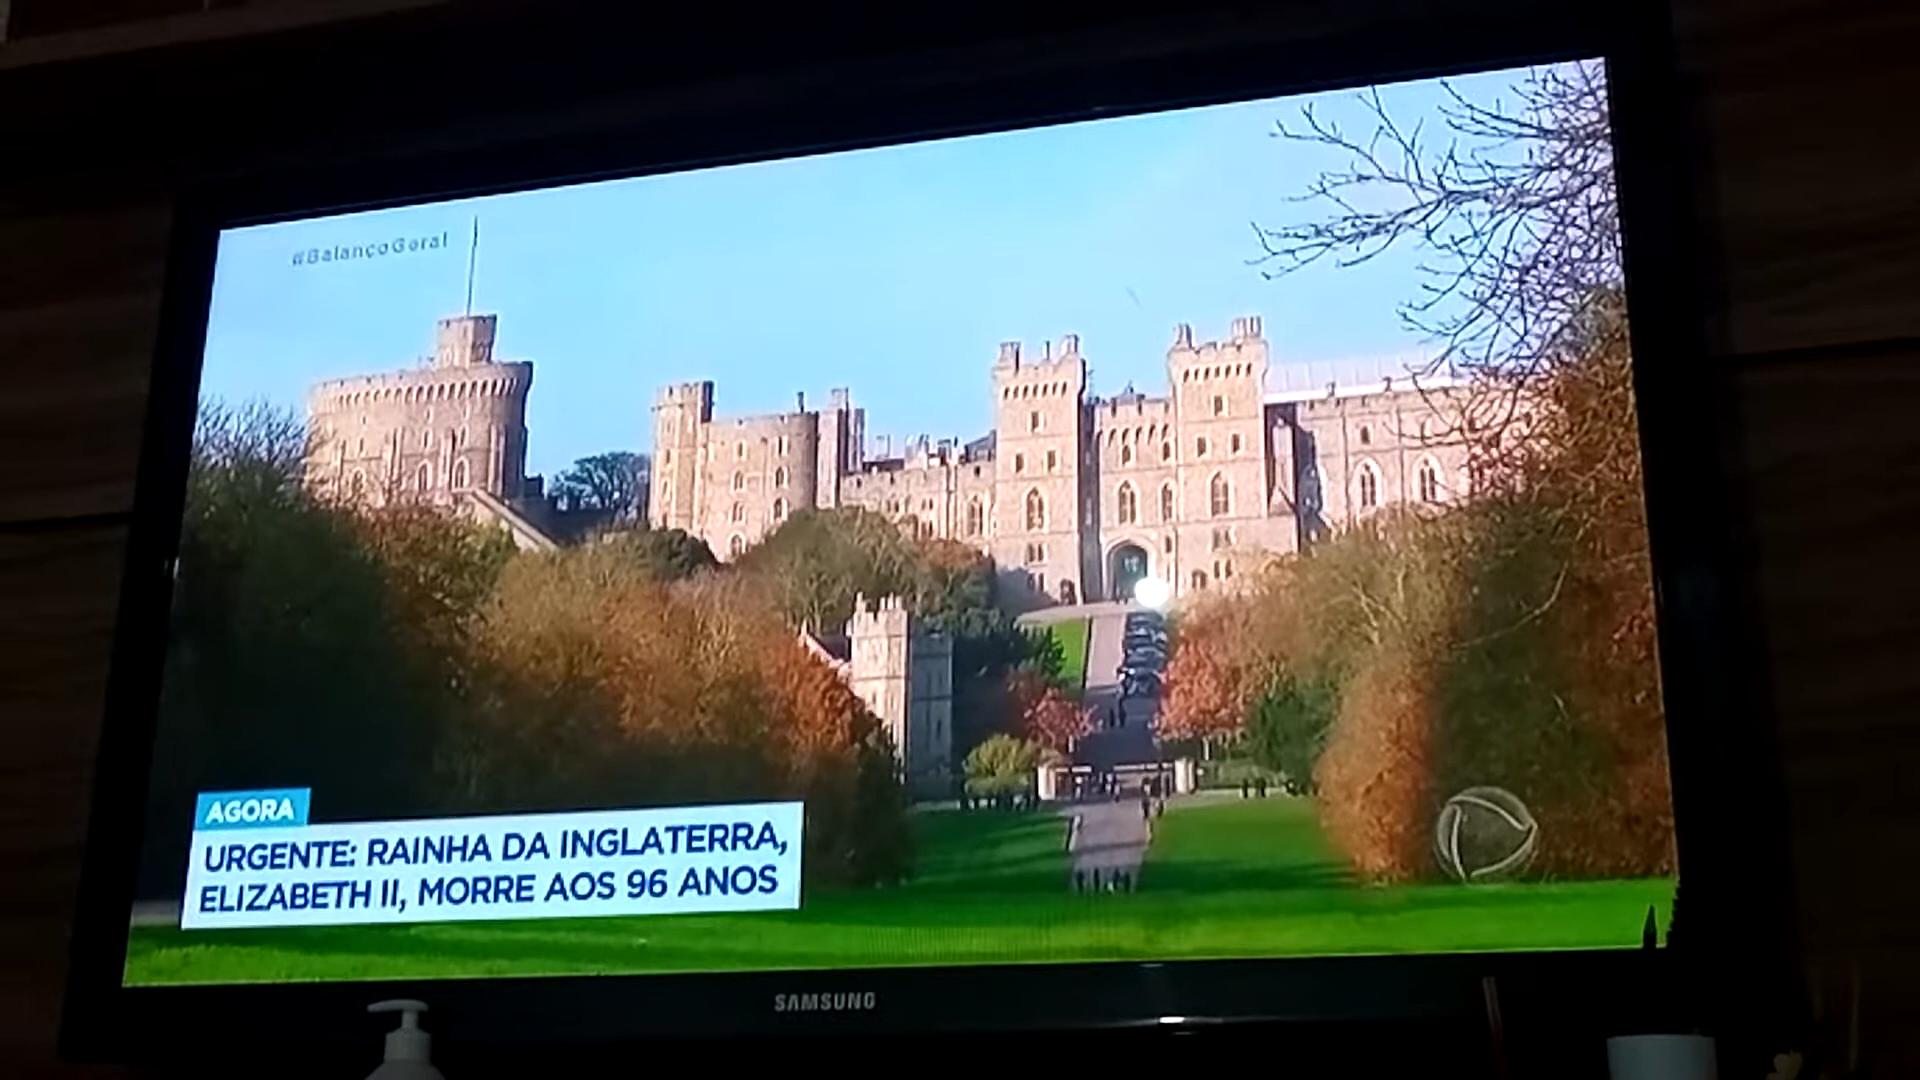 #BalançoGeral
AGORA
URGENTE: RAINHA DA INGLATERRA,
ELIZABETH II, MORRE AOS 96 ANOS
SAMSUNG